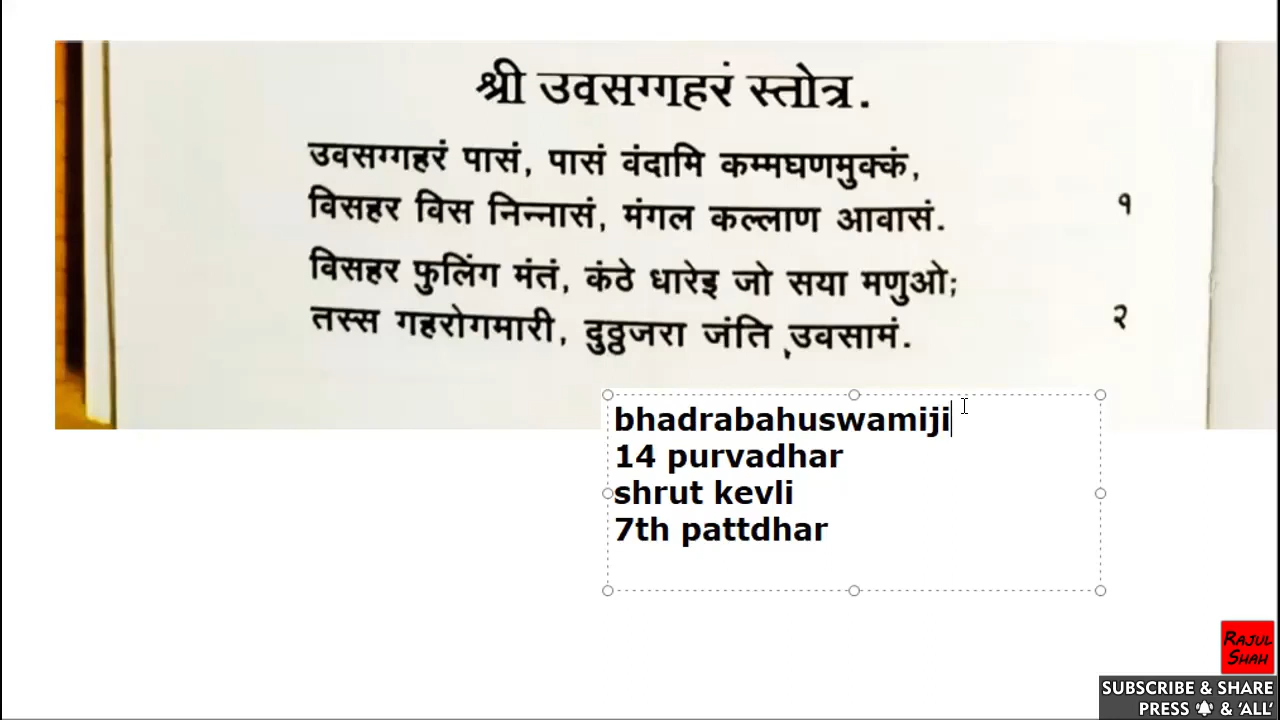 श्री उवसग्गहरं स्तोत्र.
उवसग्गहरं पासं, पासं वंदामि कम्मघणमुक्कं,
विसहर विस निन्नासं, मंगल कल्लाण आवासं. १
विसहर फुलिंग मंतं, कंठे धारेइ जो सया मणुओ;
तस्स गहरोगमारी, दुठ्ठजरा जंति उवसामं. २
bhadrabahuswamiji
14 purvadhar
shrut kevli
7th pattdhar
RAJUL
SHAH
SUBSCRIBE & SHARE
PRESS & 'ALL'